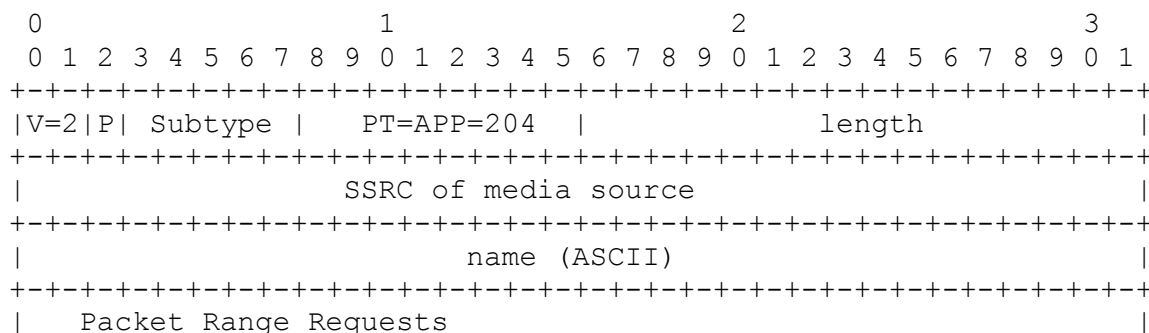 0                   1                   2                   3
 0 1 2 3 4 5 6 7 8 9 0 1 2 3 4 5 6 7 8 9 0 1 2 3 4 5 6 7 8 9 0 1
+-+-+-+-+-+-+-+-+-+-+-+-+-+-+-+-+-+-+-+-+-+-+-+-+-+-+-+-+-+-+-+-+
|V=2|P| Subtype |   PT=APP=204  |             length            |
+-+-+-+-+-+-+-+-+-+-+-+-+-+-+-+-+-+-+-+-+-+-+-+-+-+-+-+-+-+-+-+-+
|                  SSRC of media source                         |
+-+-+-+-+-+-+-+-+-+-+-+-+-+-+-+-+-+-+-+-+-+-+-+-+-+-+-+-+-+-+-+-+
|                         name (ASCII)                          |
+-+-+-+-+-+-+-+-+-+-+-+-+-+-+-+-+-+-+-+-+-+-+-+-+-+-+-+-+-+-+-+-+
|   Packet Range Requests                                       |